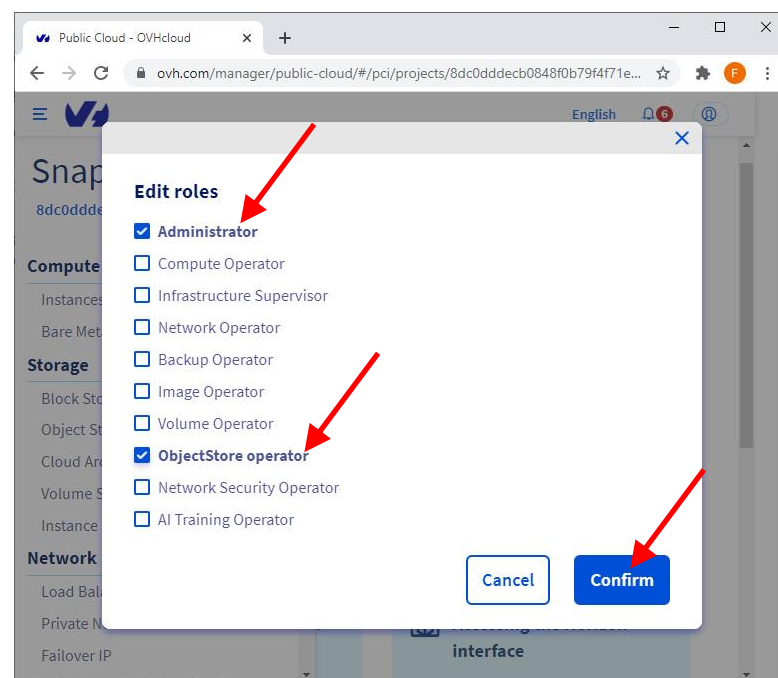 Public Cloud - OVHcloud
ovh.com/manager/public-cloud/#/pci/projects/8dc0dddecb0848f0b79f4f71e...
F
English
6
Snap
8dc0ddde
Edit roles
Administrator
Compute Operator
Infrastructure Supervisor
Network Operator
Backup Operator
Image Operator
Volume Operator
ObjectStore operator
Network Security Operator
AI Training Operator
Cancel
Confirm
Compute
Instances
Bare Met
Storage
Block Sto
Object St
Cloud Ar
Volume S
Instance
Network
Load Bal
Private N
Failover IP
interface